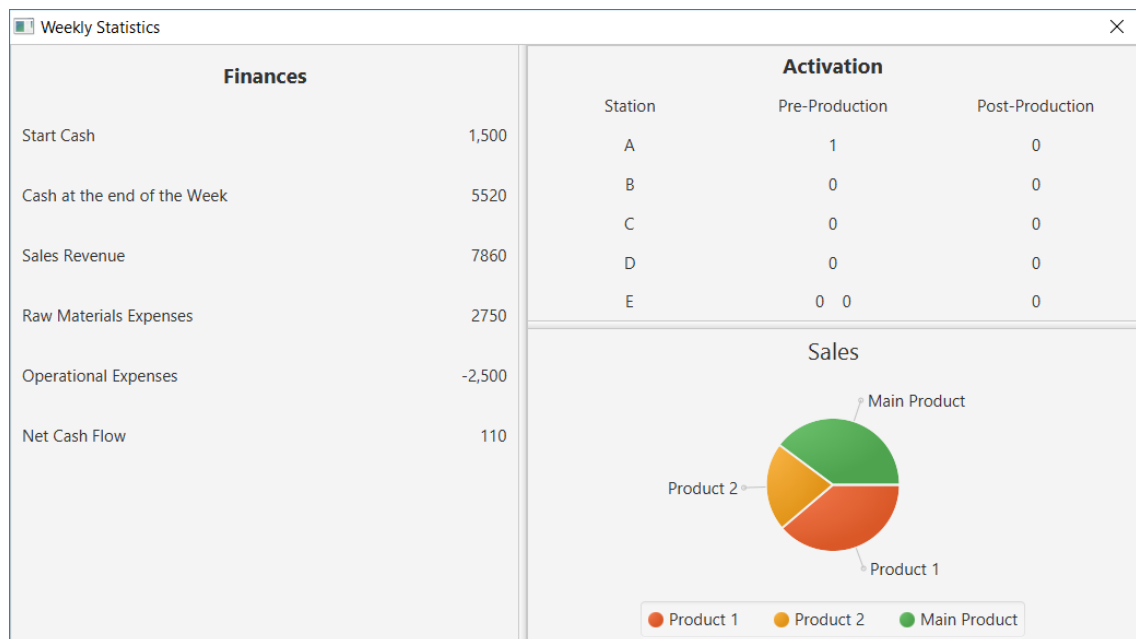 Weekly Statistics
Finances
Start Cash 1,500
Cash at the end of the Week 5520
Sales Revenue 7860
Raw Materials Expenses 2750
Operational Expenses -2,500
Net Cash Flow 110
Activation
Station Pre-Production Post-Production
A 1 0
B 0 0
C 0 0
D 0 0
E 0 0 0
Sales
Main Product
Product 2
Product 1
Product 1 Product 2 Main Product